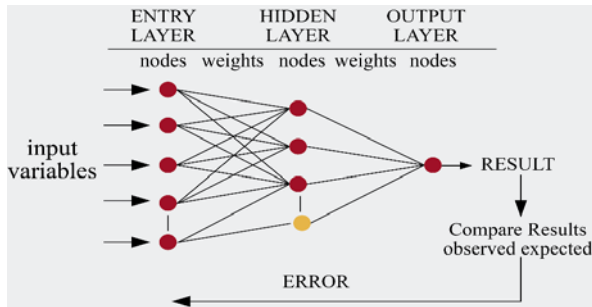 ENTRY HIDDEN OUTPUT
LAYER LAYER LAYER
nodes weights nodes weights nodes
input
variables
RESULT
Compare Results
observed expected
ERROR